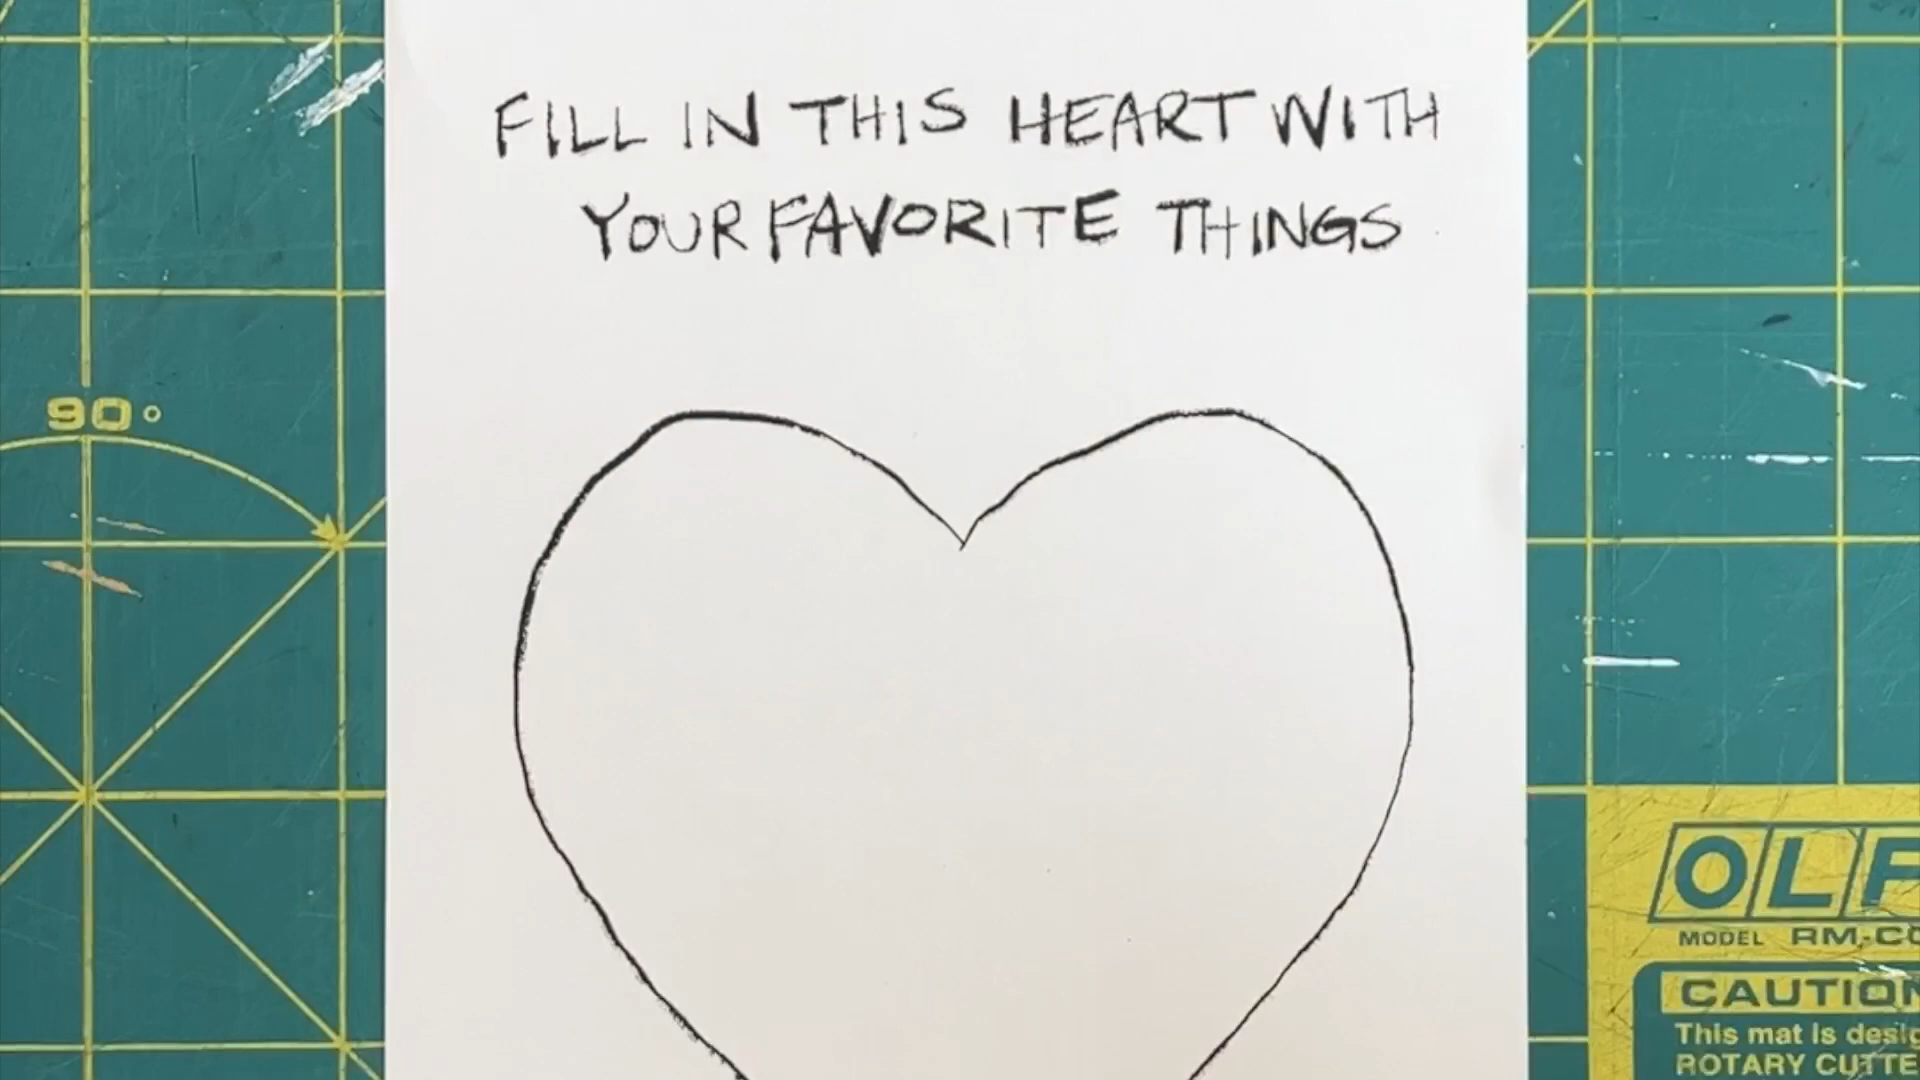 FILL IN THIS HEART WITH
YOUR FAVORITE THINGS
90°
OLF
MODEL RM-C
CAUTION
This mat is desig
ROTARY CUTTE